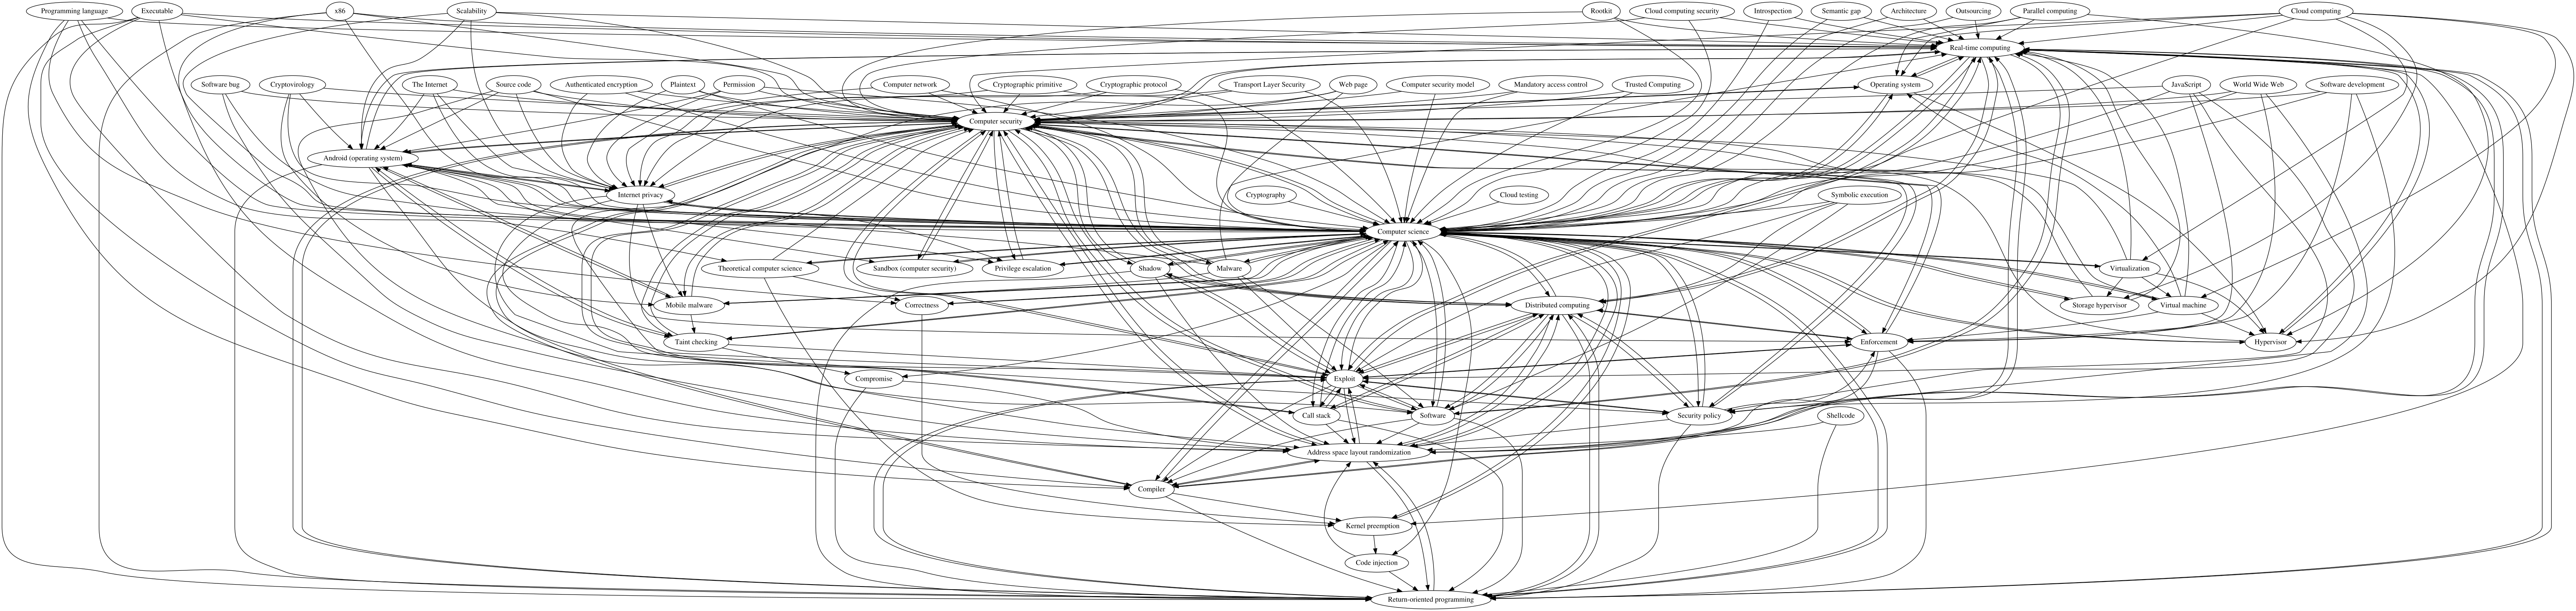 Programming language
Executable
x86
Scalability
Rootkit
Cloud computing security
Introspection
Semantic gap
Architecture
Outsourcing
Parallel computing
Cloud computing
Real-time computing
Software bug
Cryptovirology
The Internet
Source code
Authenticated encryption
Plaintext
Permission
Computer network
Cryptographic primitive
Cryptographic protocol
Transport Layer Security
Web page
Computer security model
Mandatory access control
Trusted Computing
Operating system
JavaScript
World Wide Web
Software development
Computer security
Android (operating system)
Internet privacy
Cryptography
Cloud testing
Symbolic execution
Computer science
Theoretical computer science
Sandbox (computer security)
Privilege escalation
Shadow
Malware
Virtualization
Mobile malware
Correctness
Distributed computing
Storage hypervisor
Virtual machine
Taint checking
Enforcement
Hypervisor
Compromise
Exploit
Call stack
Software
Security policy
Shellcode
Address space layout randomization
Compiler
Kernel preemption
Code injection
Return-oriented programming